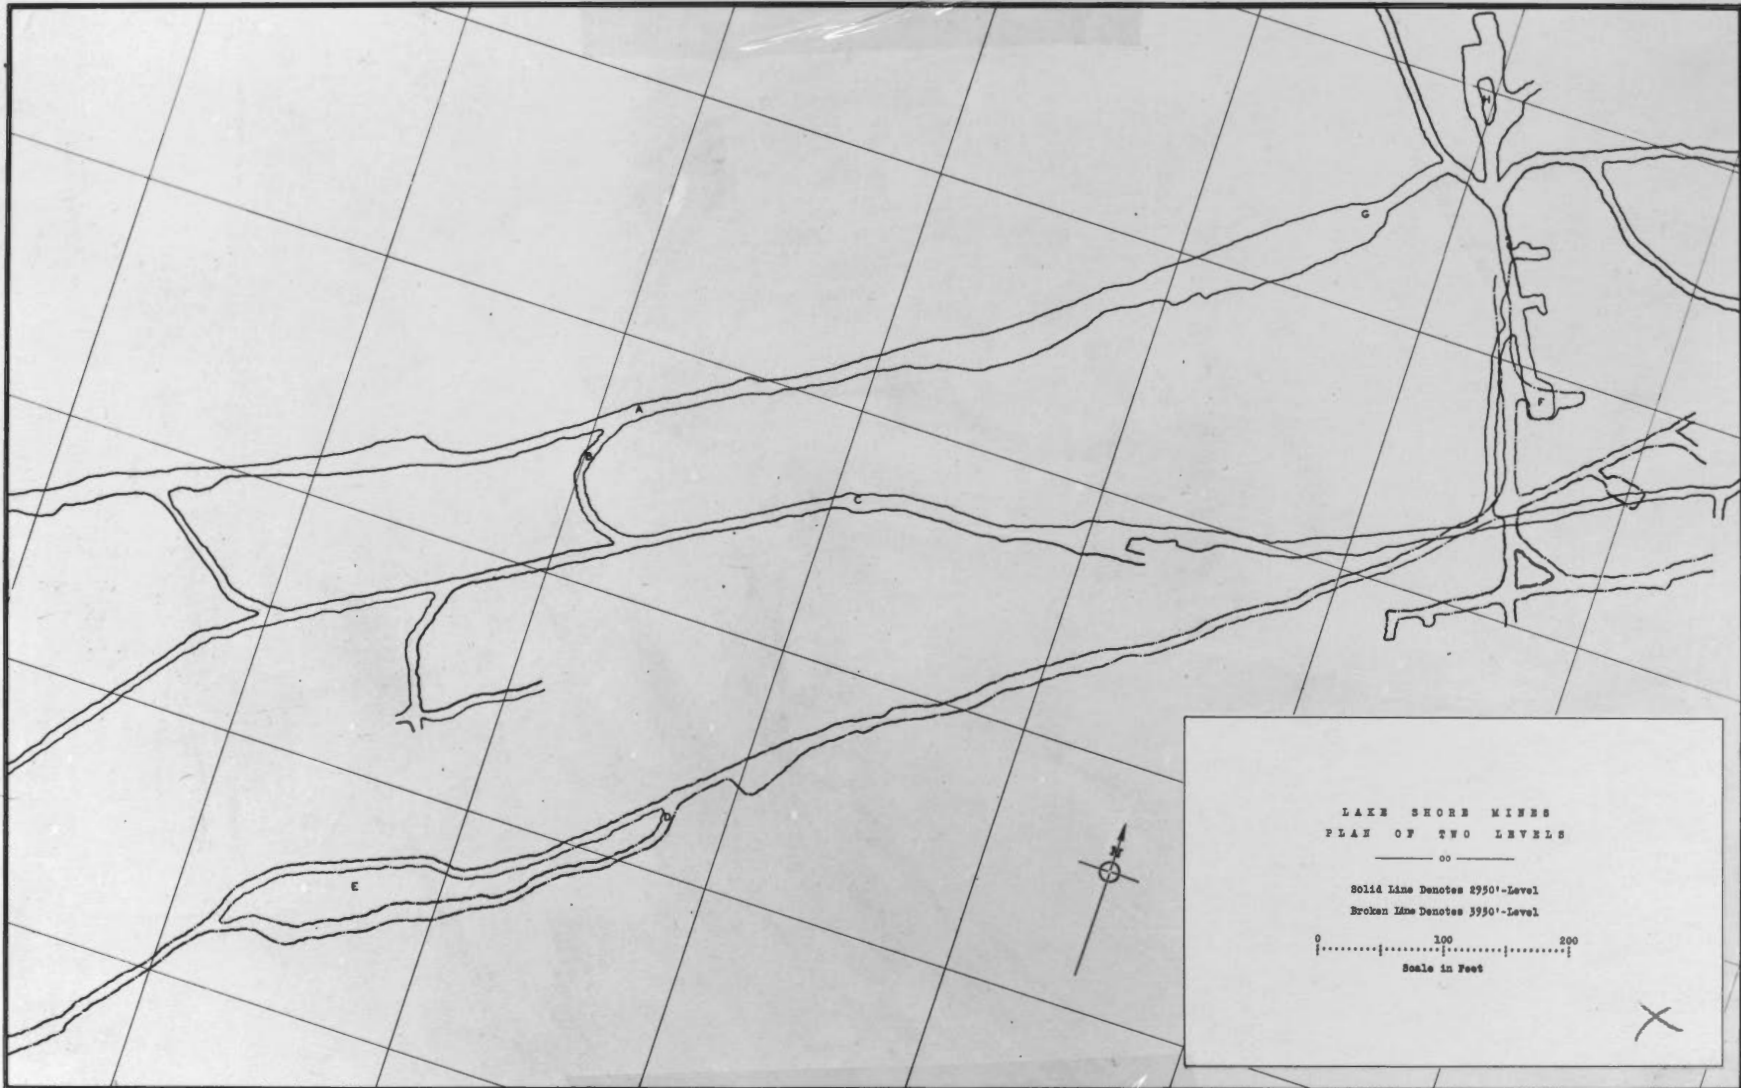 H
G
A
F
B
C
D
E
N
LAKE SHORE MINES
PLAN OF TWO LEVELS
oo
Solid Line Denotes 2950'-Level
Broken Line Denotes 3950'-Level
0 100 200
Scale in Feet